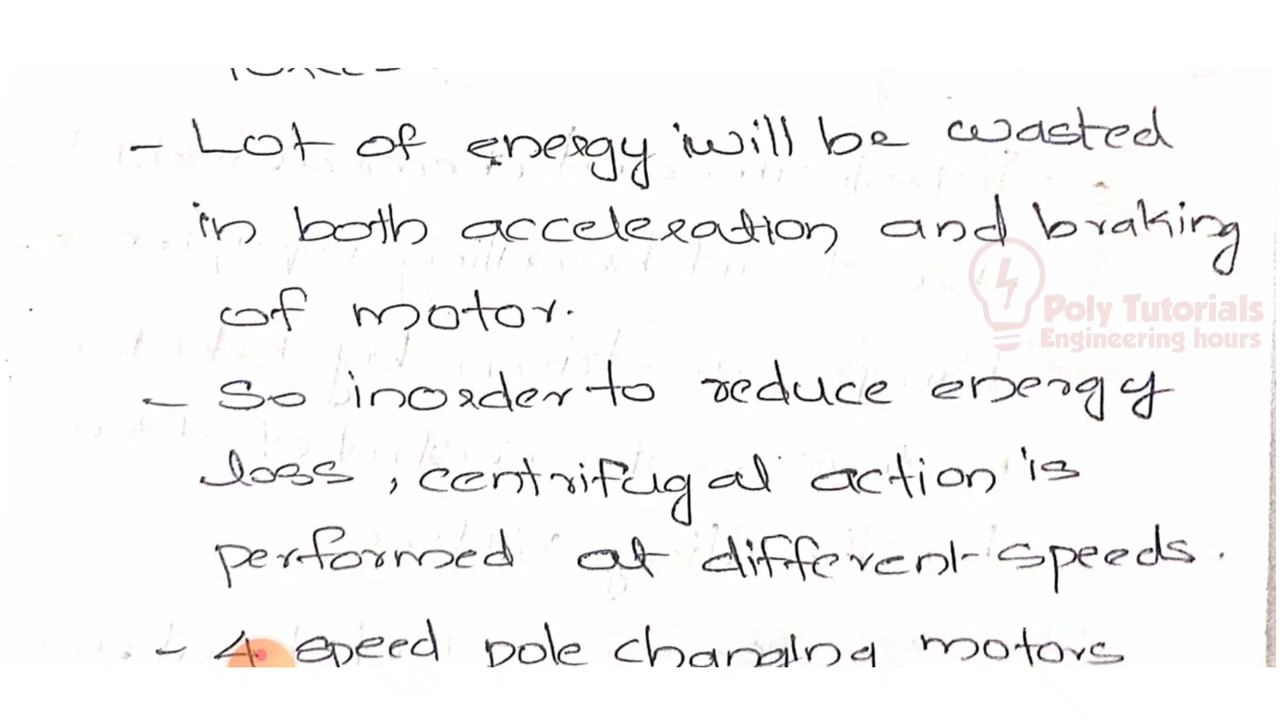 - Lot of energy will be wasted
in both acceleration and braking
of motor.
Poly Tutorials
Engineering hours
- So inorder to reduce energy
loss, centrifugal action is
performed at different speeds.
- 4 speed pole changing motors